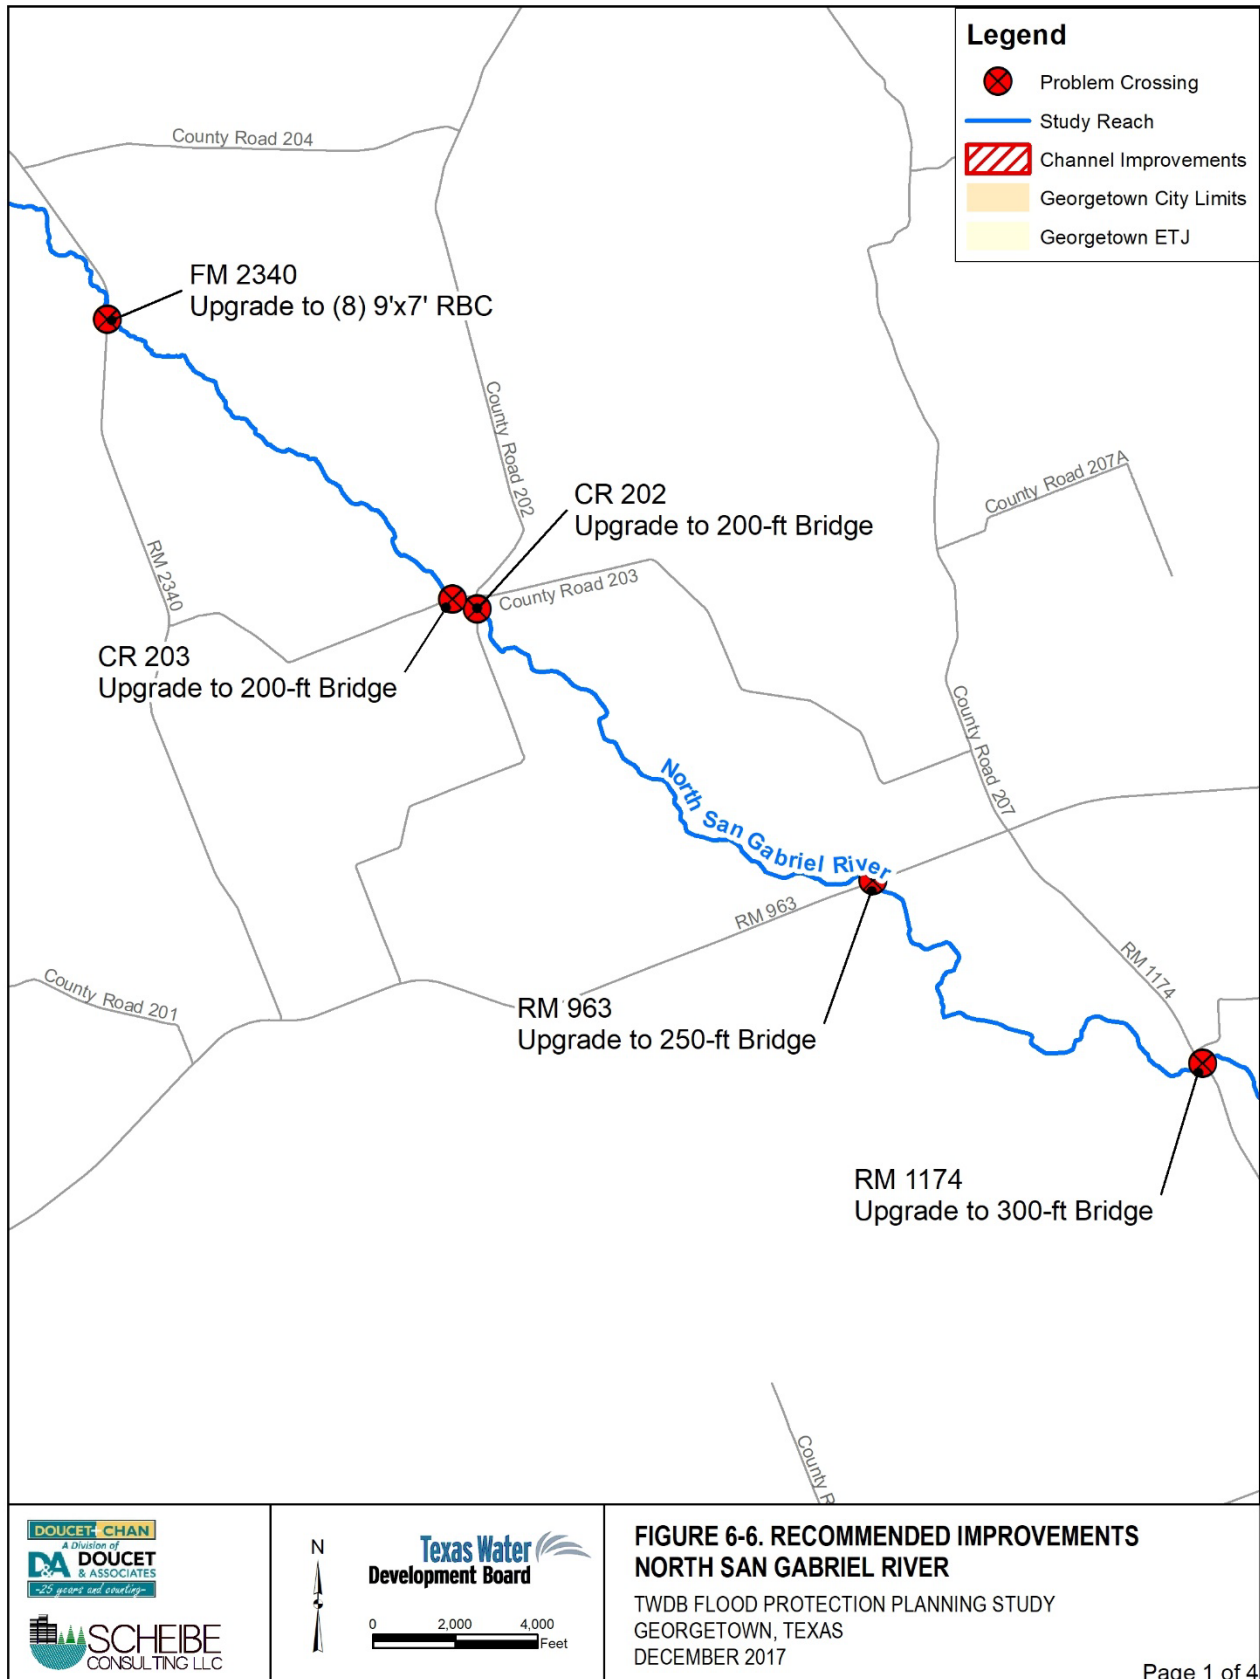 Legend
Problem Crossing
Study Reach
Channel Improvements
Georgetown City Limits
Georgetown ETJ
County Road 204
FM 2340
Upgrade to (8) 9'x7' RBC
County Road 202
CR 202
Upgrade to 200-ft Bridge
County Road 207A
RM 2340
County Road 203
CR 203
Upgrade to 200-ft Bridge
County Road 207
North San Gabriel River
RM 963
RM 1174
County Road 201
RM 963
Upgrade to 250-ft Bridge
RM 1174
Upgrade to 300-ft Bridge
County R
DOUCET+CHAN
A Division of
D&A DOUCET
& ASSOCIATES
-25 years and counting-
SCHEIBE
CONSULTING LLC
N
Texas Water
Development Board
0 2,000 4,000
Feet
FIGURE 6-6. RECOMMENDED IMPROVEMENTS
NORTH SAN GABRIEL RIVER
TWDB FLOOD PROTECTION PLANNING STUDY
GEORGETOWN, TEXAS
DECEMBER 2017
Page 1 of 4